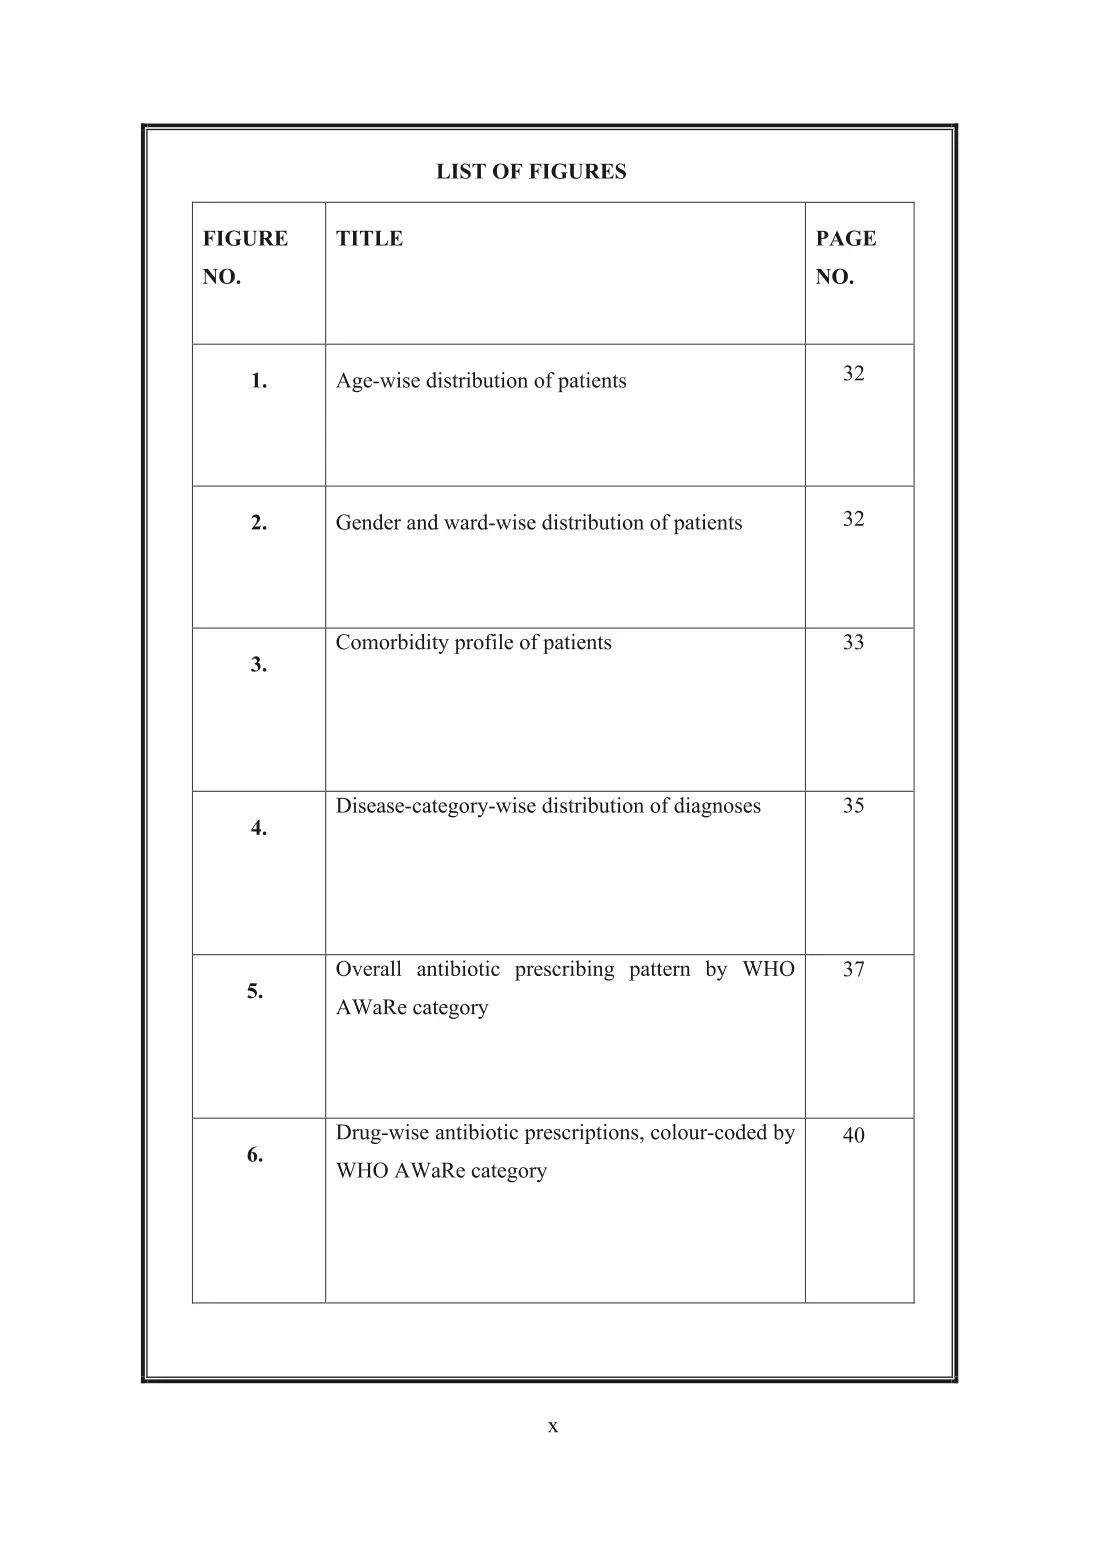 LIST OF FIGURES
FIGURE NO. TITLE PAGE NO.
1. Age-wise distribution of patients 32
2. Gender and ward-wise distribution of patients 32
3. Comorbidity profile of patients 33
4. Disease-category-wise distribution of diagnoses 35
5. Overall antibiotic prescribing pattern by WHO 37
AWaRe category
6. Drug-wise antibiotic prescriptions, colour-coded by 40
WHO AWaRe category
x